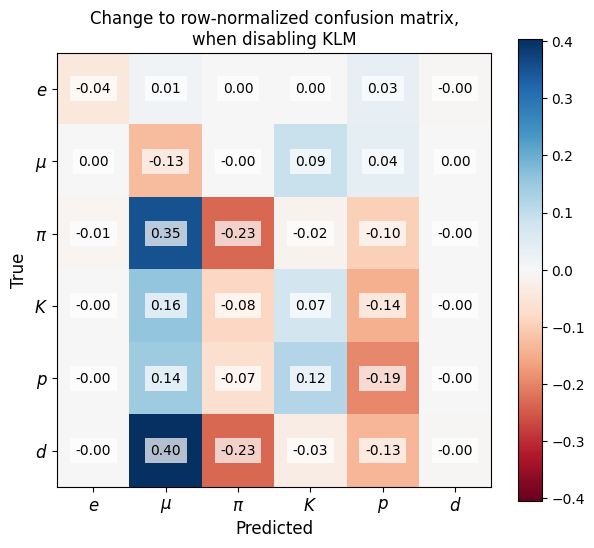 Change to row-normalized confusion matrix,
when disabling KLM
0.4
0.3
0.2
0.1
0.0
−0.1
−0.2
−0.3
−0.4
True
e -0.04 0.01 0.00 0.00 0.03 -0.00
μ 0.00 -0.13 -0.00 0.09 0.04 0.00
π -0.01 0.35 -0.23 -0.02 -0.10 -0.00
K -0.00 0.16 -0.08 0.07 -0.14 -0.00
p -0.00 0.14 -0.07 0.12 -0.19 -0.00
d -0.00 0.40 -0.23 -0.03 -0.13 -0.00
e μ π K p d
Predicted